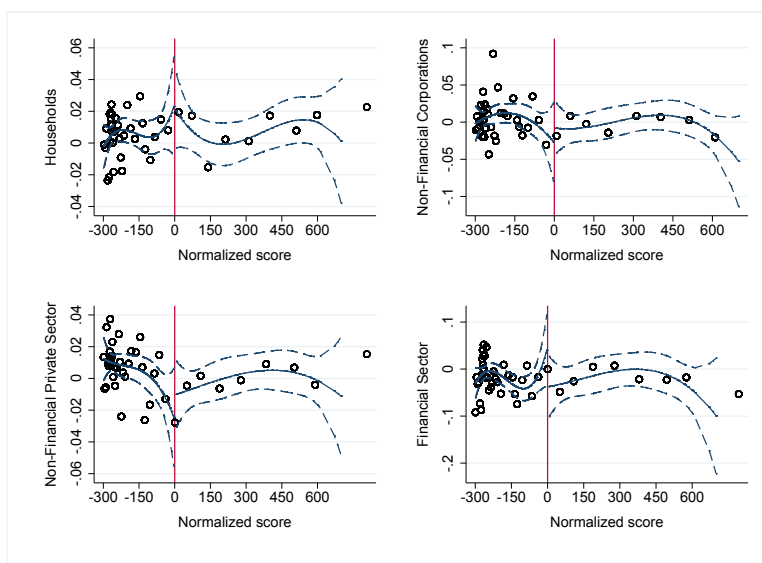 Households
-.04 -.02 0 .02 .04 .06
-300 -150 0 150 300 450 600
Normalized score
Non-Financial Corporations
-.1 -.05 0 .05 .1
-300 -150 0 150 300 450 600
Normalized score
Non-Financial Private Sector
-.06 -.04 -.02 0 .02 .04
-300 -150 0 150 300 450 600
Normalized score
Financial Sector
-.2 -.1 0 .1
-300 -150 0 150 300 450 600
Normalized score